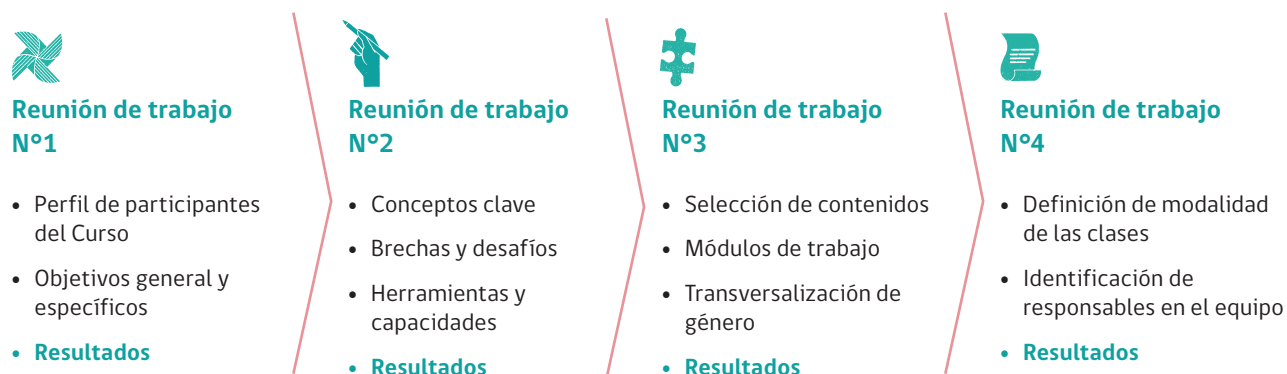 Reunión de trabajo
N°1
• Perfil de participantes
del Curso
• Objetivos general y
específicos
• Resultados
Reunión de trabajo
N°2
• Conceptos clave
• Brechas y desafíos
• Herramientas y
capacidades
• Resultados
Reunión de trabajo
N°3
• Selección de contenidos
• Módulos de trabajo
• Transversalización de
género
• Resultados
Reunión de trabajo
N°4
• Definición de modalidad
de las clases
• Identificación de
responsables en el equipo
• Resultados